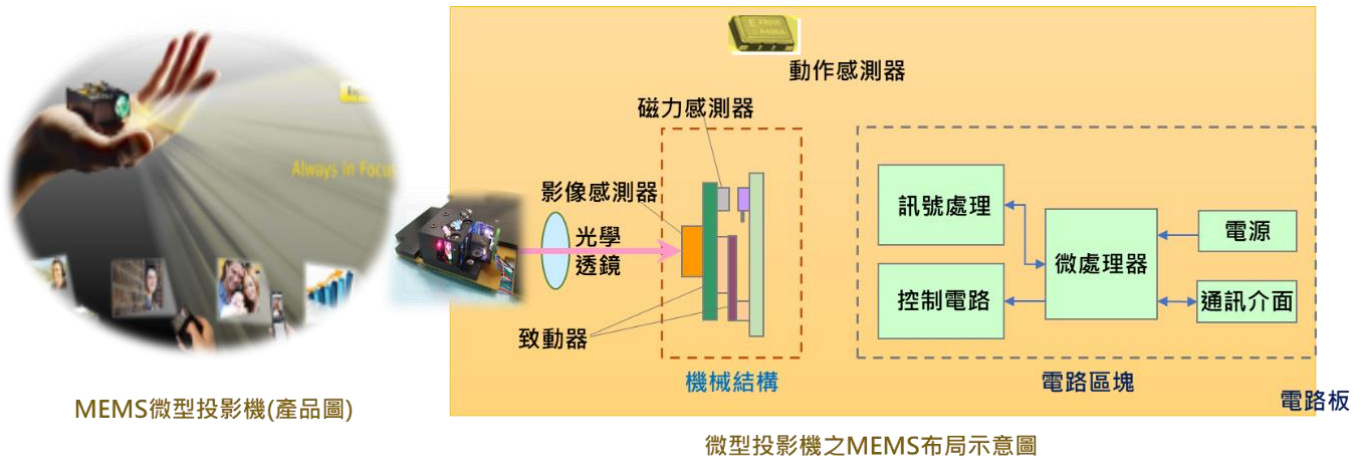 Always in Focus
MEMS微型投影機(產品圖)
動作感測器
磁力感測器
影像感測器
光學
透鏡
致動器
機械結構
訊號處理
控制電路
微處理器
電源
通訊介面
電路區塊
電路板
微型投影機之MEMS布局示意圖